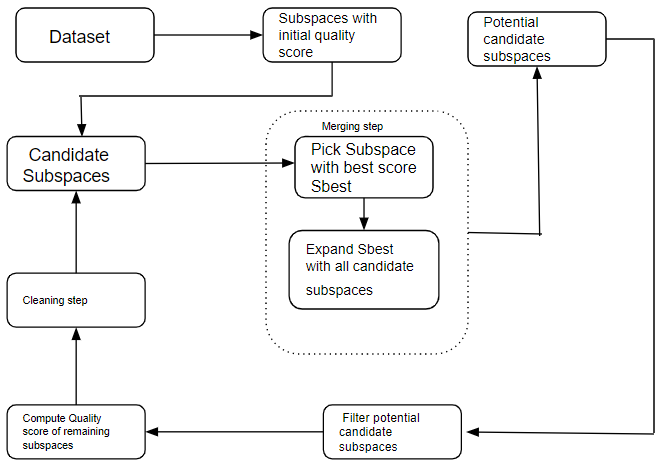 Dataset
Subspaces with
initial quality
score
Potential
candidate
subspaces
Candidate
Subspaces
Merging step
Pick Subspace
with best score
Sbest
Expand Sbest
with all candidate
subspaces
Cleaning step
Compute Quality
score of remaining
subspaces
Filter potential
candidate
subspaces